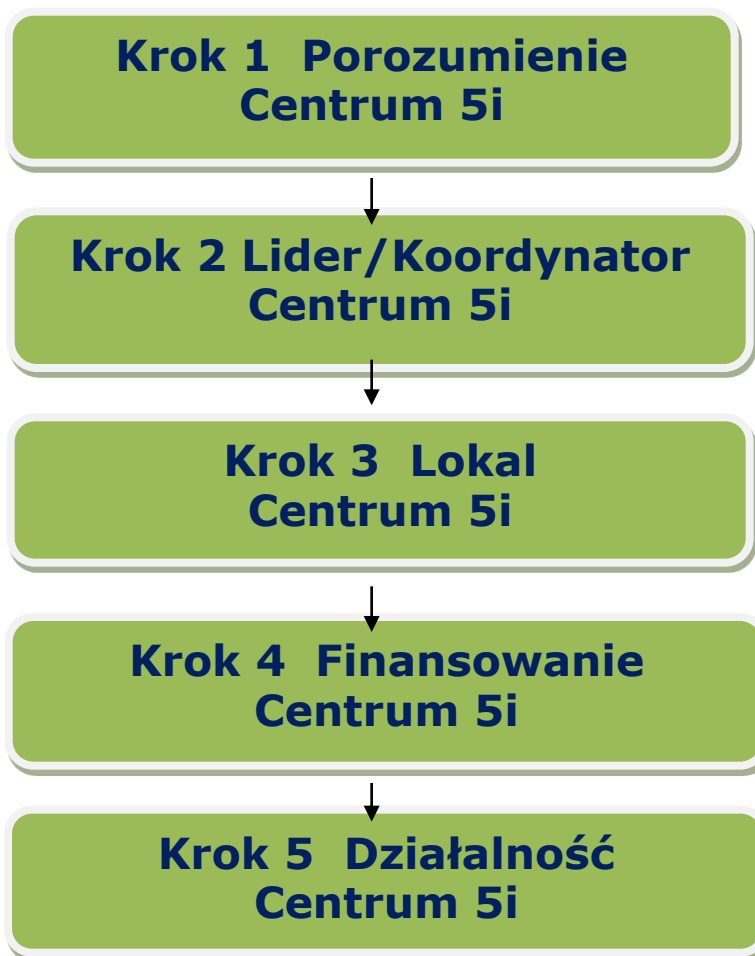 Krok 1 Porozumienie
Centrum 5i
Krok 2 Lider/Koordynator
Centrum 5i
Krok 3 Lokal
Centrum 5i
Krok 4 Finansowanie
Centrum 5i
Krok 5 Działalność
Centrum 5i